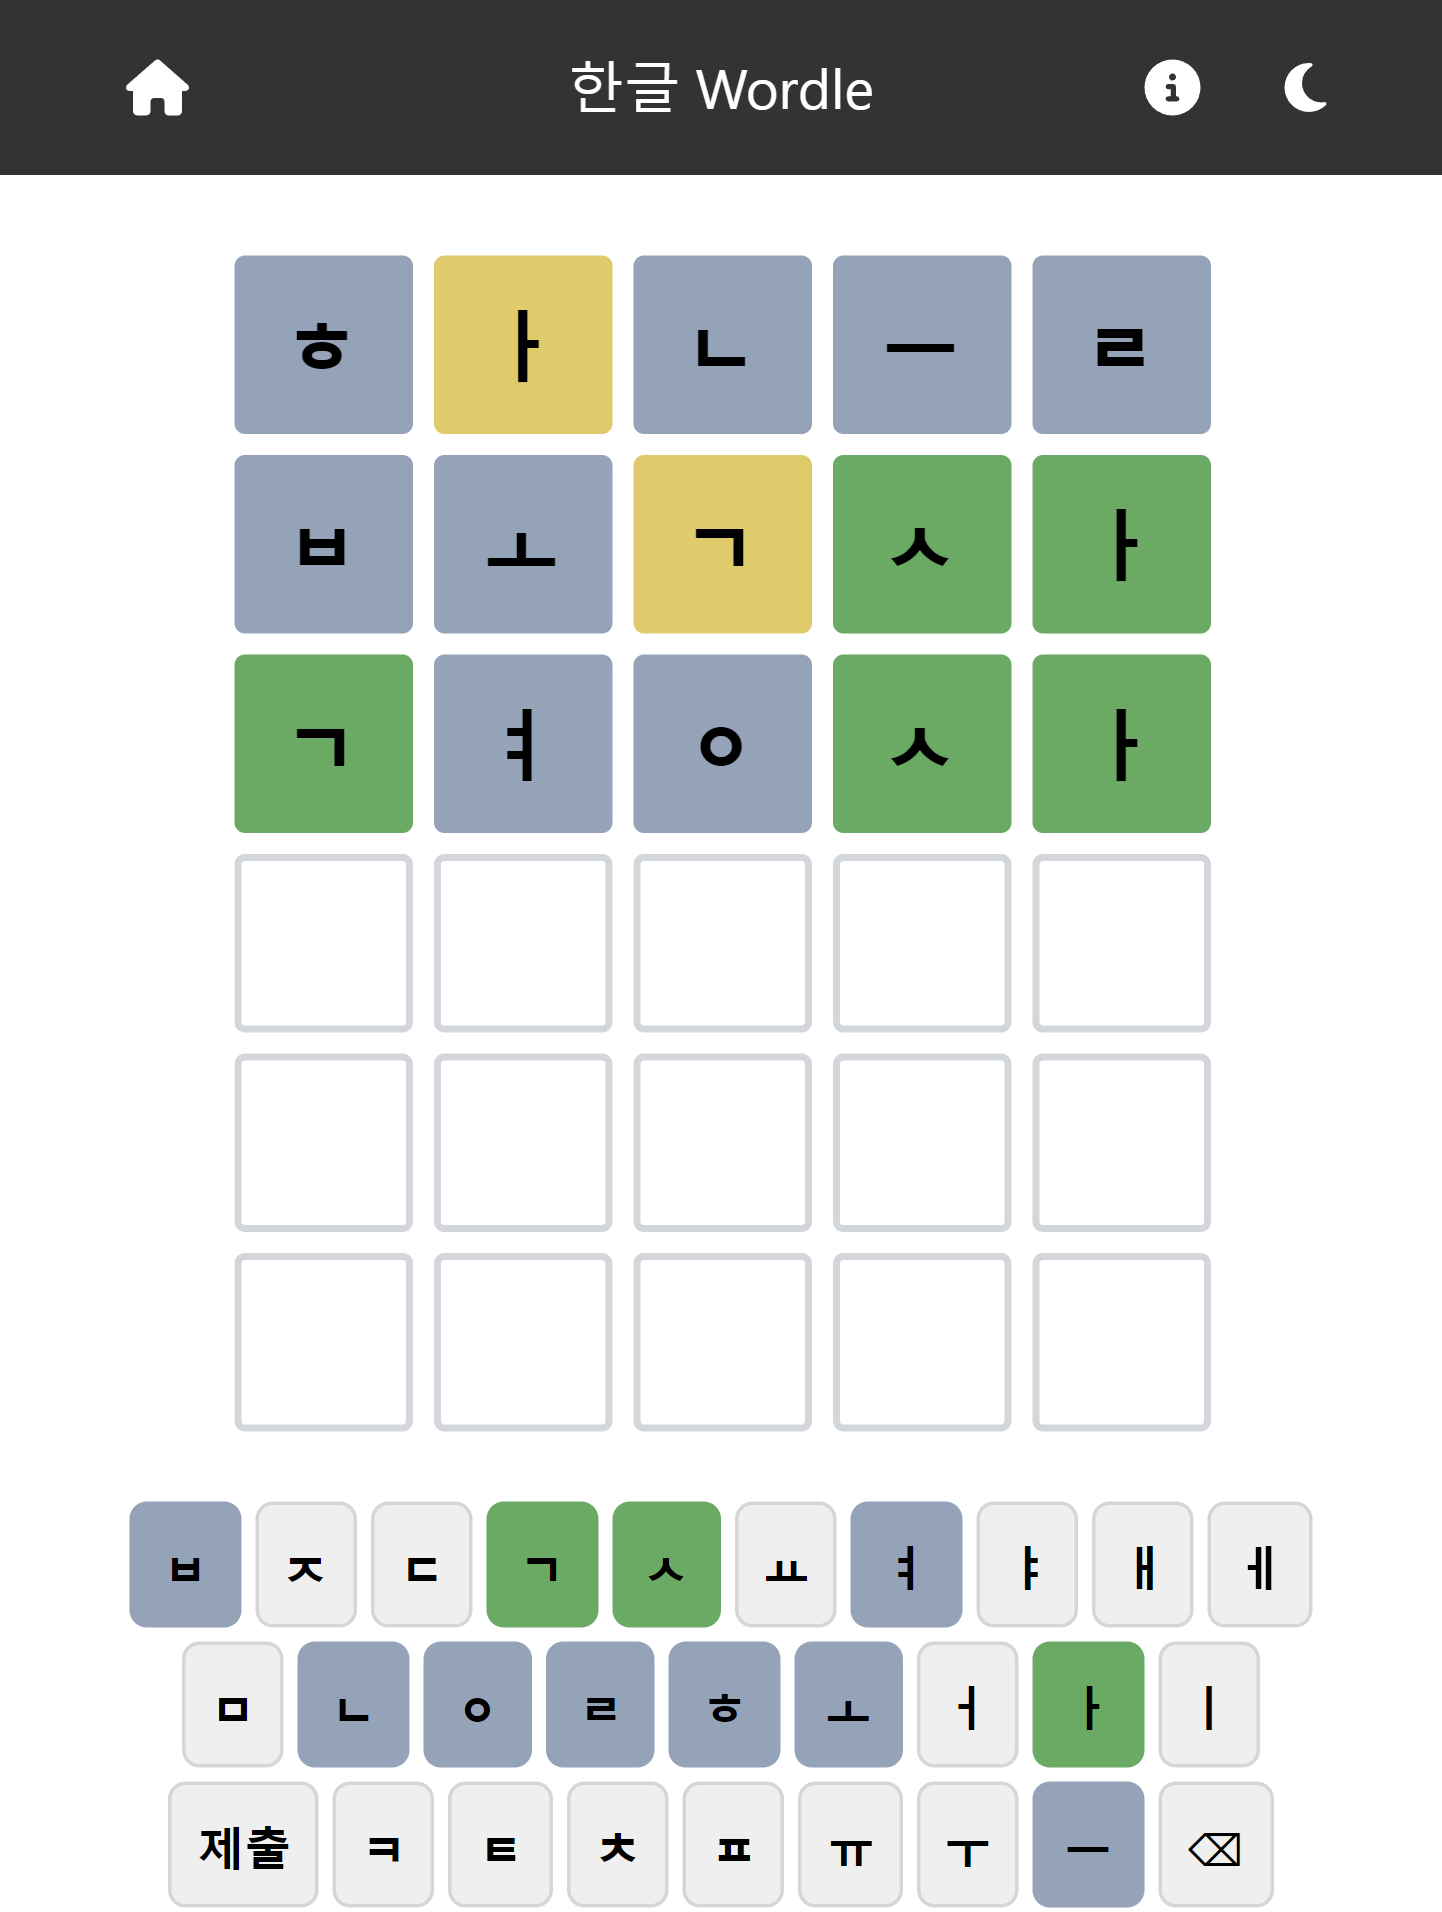 한글 Wordle
ㅎ ㅏ ㄴ ㅡ ㄹ
ㅂ ㅗ ㄱ ㅅ ㅏ
ㄱ ㅕ ㅇ ㅅ ㅏ
ㅂ ㅈ ㄷ ㄱ ㅅ ㅛ ㅕ ㅑ ㅐ ㅔ
ㅁ ㄴ ㅇ ㄹ ㅎ ㅗ ㅓ ㅏ ㅣ
제출 ㅋ ㅌ ㅊ ㅍ ㅠ ㅜ ㅡ ⌫